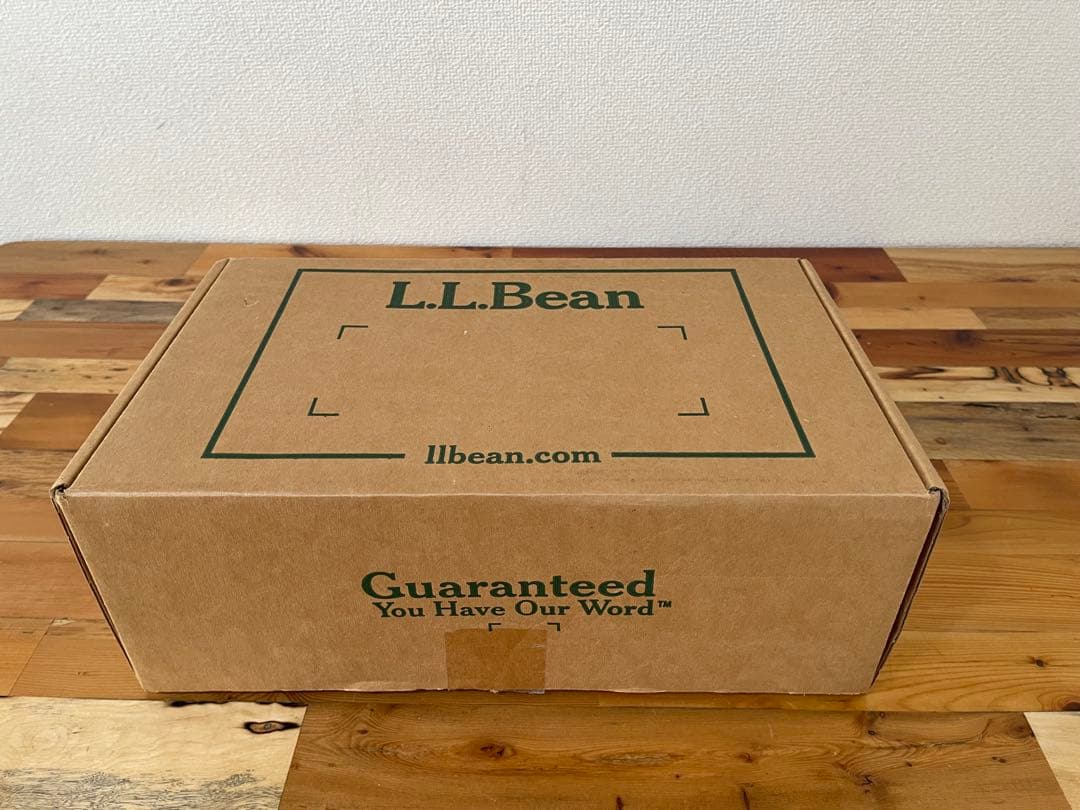 L.L.Bean
llbean.com
Guaranteed
You Have Our Word™